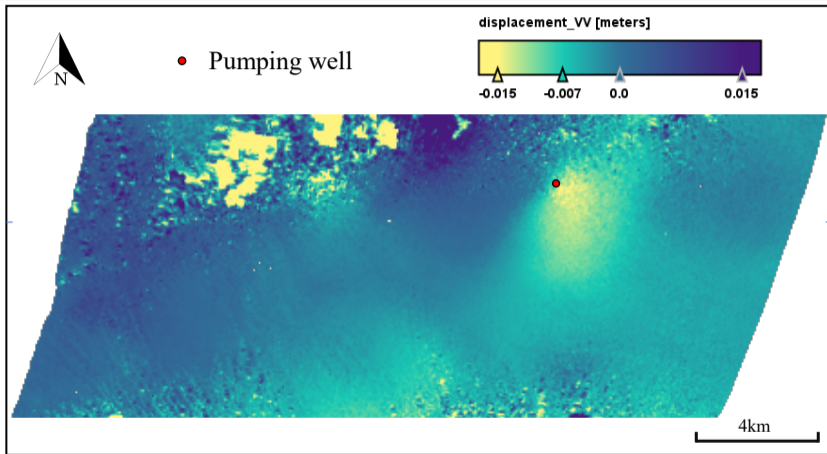 displacement_VV [meters]
N
Pumping well
-0.015 -0.007 0.0 0.015
4km